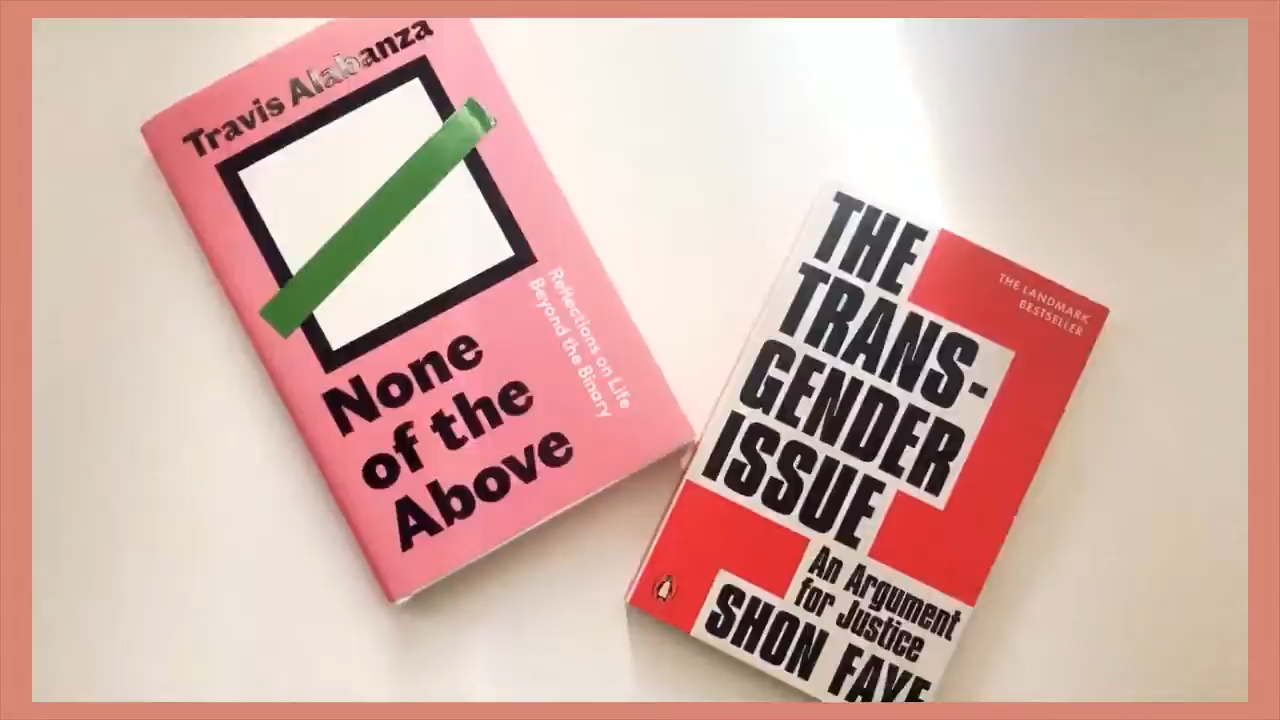 Travis Alabanza
None
of the
Above
Reflections on Life
Beyond the Binary
THE
TRANS-
GENDER
ISSUE
THE LANDMARK
BESTSELLER
An Argument
for Justice
SHON FAYE